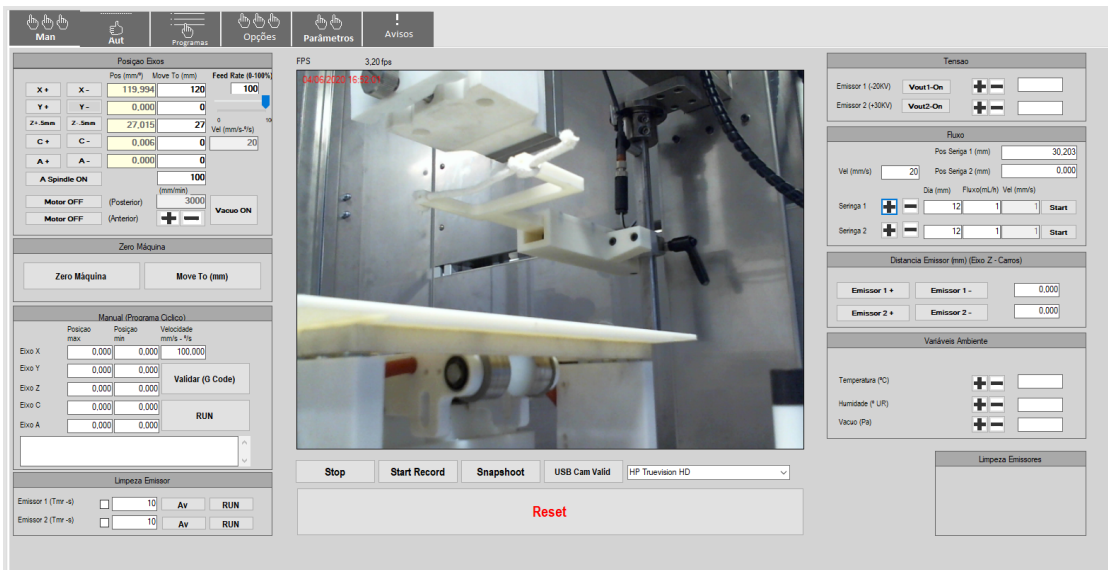 Man
Aut
Programas
Opções
Parâmetros
Avisos
Posiçao Eixos
Pos (mm/º) Move To (mm) Feed Rate (0-100%)
X + X - 119,994 120 100
Y + Y - 0,000 0
Z+.5mm Z-.5mm 27,015 27
0
Vel (mm/s-º/s)
C + C - 0,006 0 20
A + A - 0,000 0
A Spindle ON 100
(mm/min)
Motor OFF (Posterior) 3000 Vacuo ON
Motor OFF (Anterior)
Zero Máquina
Zero Máquina Move To (mm)
Manual (Programa Ciclico)
Posiçao max Posiçao min Velocidade mm/s - º/s
Eixo X 0,000 0,000 100.000
Eixo Y 0,000 0,000
Validar (G Code)
Eixo Z 0,000 0,000
Eixo C 0,000 0,000
RUN
Eixo A 0,000 0,000
Limpeza Emissor
Emissor 1 (Tmr -s) 10 Av RUN
Emissor 2 (Tmr -s) 10 Av RUN
FPS 3,20 fps
Stop Start Record Snapshoot USB Cam Valid HP Truevision HD
Reset
Tensao
Emissor 1 (-20KV) Vout1-On
Emissor 2 (+30KV) Vout2-On
Fluxo
Pos Seriga 1 (mm) 30,203
Vel (mm/s) 20 Pos Seriga 2 (mm) 0,000
Dia (mm) Fluxo(mL/h) Vel (mm/s)
Seringa 1 12 1 1 Start
Seringa 2 12 1 1 Start
Distancia Emissor (mm) (Eixo Z - Carros)
Emissor 1 + Emissor 1 - 0,000
Emissor 2 + Emissor 2 - 0,000
Variáveis Ambiente
Temperatura (ºC)
Humidade (º UR)
Vacuo (Pa)
Limpeza Emissores